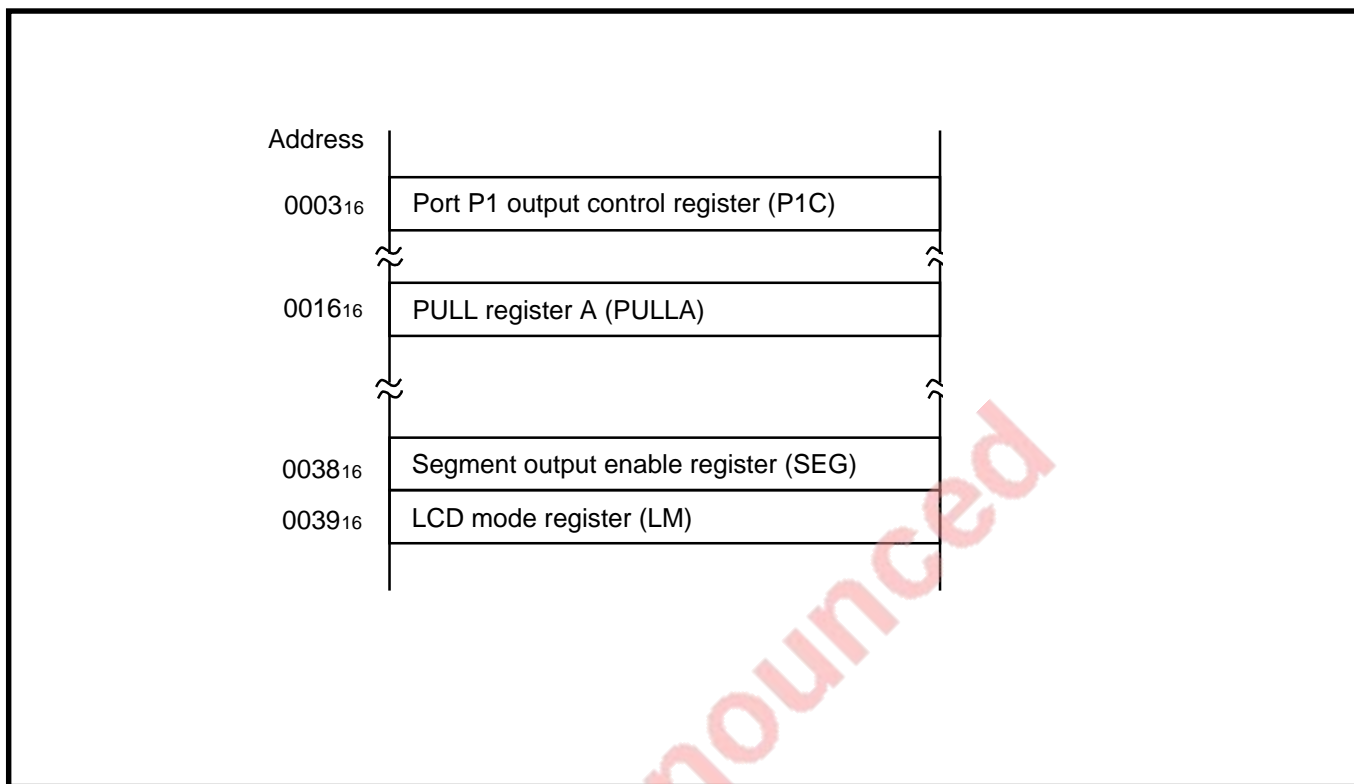 Address
0003₁₆ Port P1 output control register (P1C)
0016₁₆ PULL register A (PULLA)
0038₁₆ Segment output enable register (SEG)
0039₁₆ LCD mode register (LM)